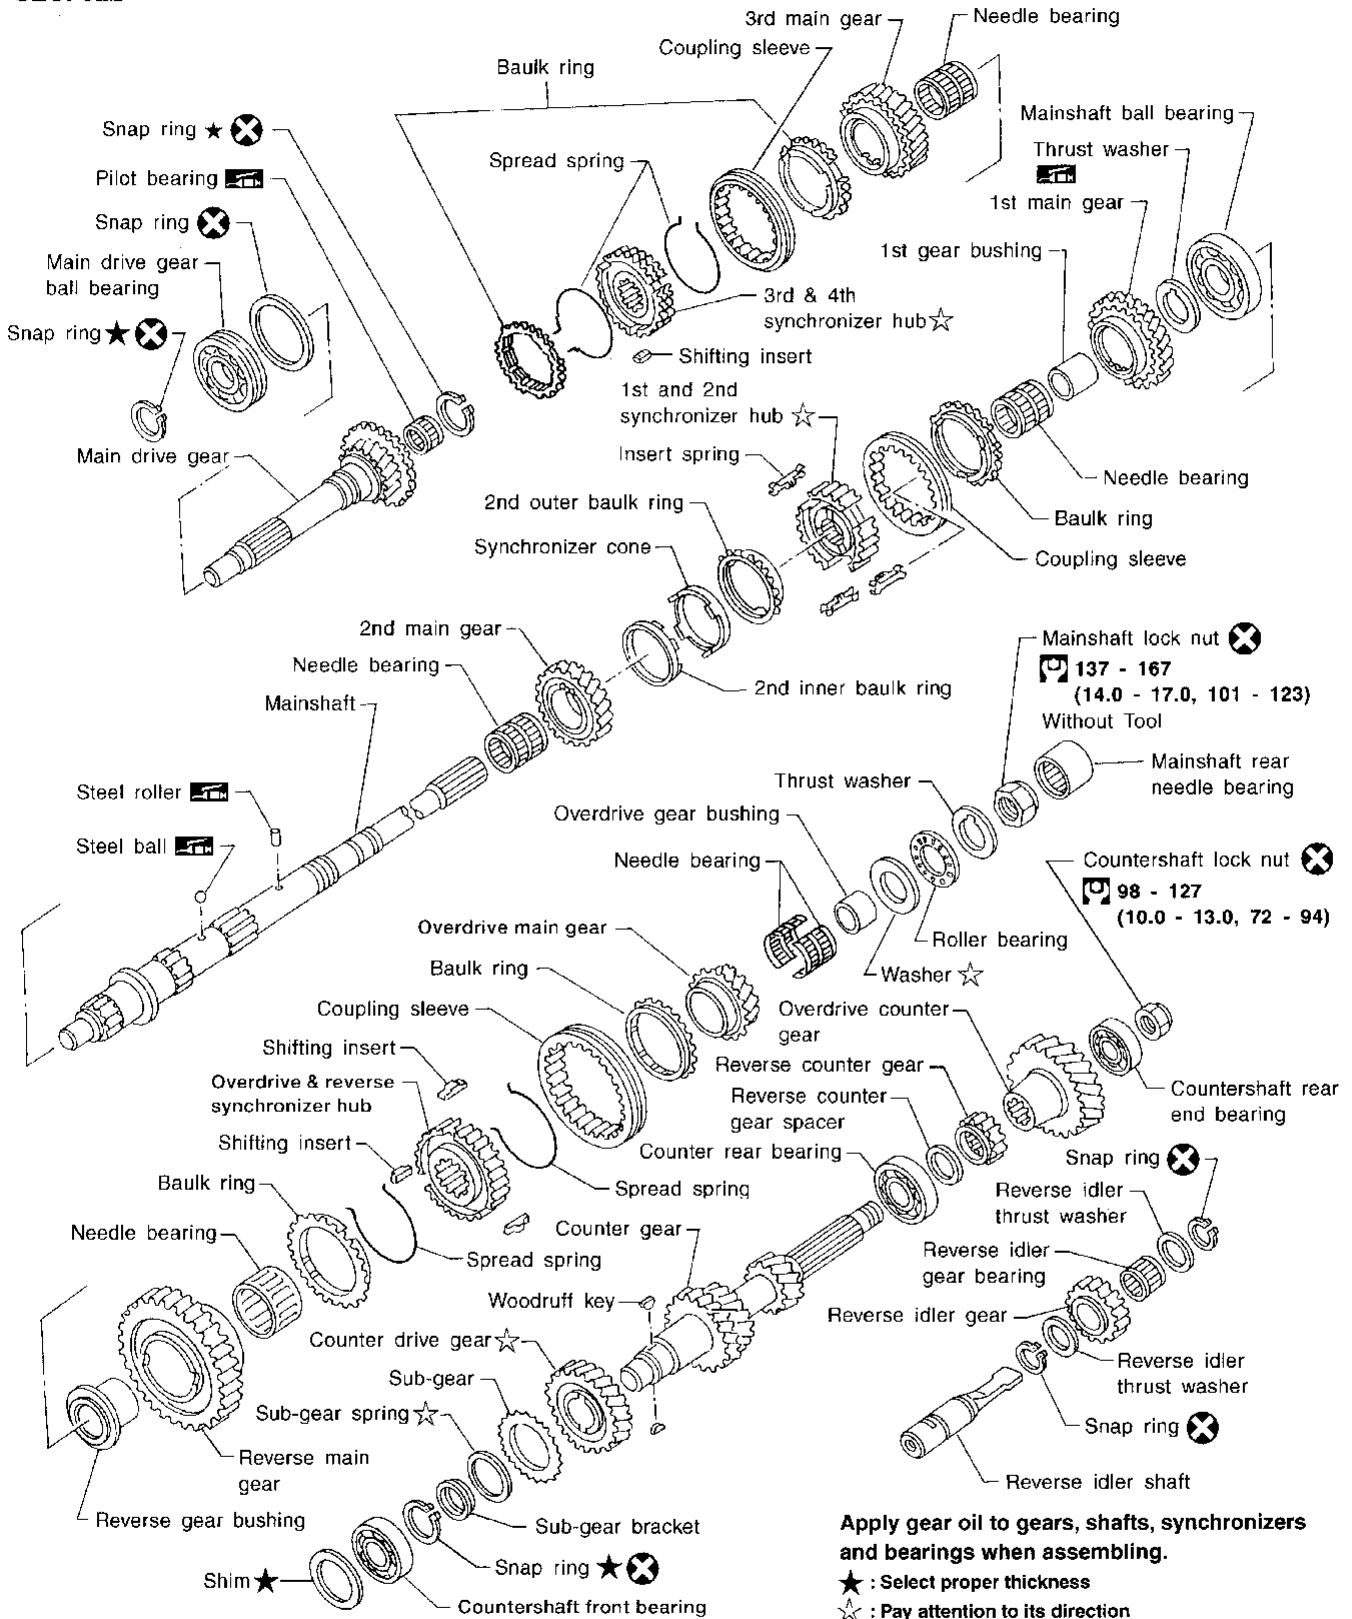 3rd main gear
Needle bearing
Coupling sleeve
Baulk ring
Snap ring ★
Mainshaft ball bearing
Thrust washer
Spread spring
Pilot bearing
1st main gear
Snap ring
1st gear bushing
Main drive gear
ball bearing
3rd & 4th
synchronizer hub ☆
Snap ring ★
Shifting insert
1st and 2nd
synchronizer hub ☆
Main drive gear
Insert spring
Needle bearing
2nd outer baulk ring
Baulk ring
Synchronizer cone
Coupling sleeve
2nd main gear
Mainshaft lock nut
137 - 167
(14.0 - 17.0, 101 - 123)
Without Tool
Needle bearing
2nd inner baulk ring
Mainshaft
Mainshaft rear
needle bearing
Thrust washer
Steel roller
Overdrive gear bushing
Steel ball
Needle bearing
Countershaft lock nut
98 - 127
(10.0 - 13.0, 72 - 94)
Overdrive main gear
Roller bearing
Baulk ring
Washer ☆
Coupling sleeve
Overdrive counter
gear
Shifting insert
Reverse counter gear
Overdrive & reverse
synchronizer hub
Reverse counter
gear spacer
Countershaft rear
end bearing
Shifting insert
Counter rear bearing
Snap ring
Baulk ring
Spread spring
Reverse idler
thrust washer
Needle bearing
Counter gear
Spread spring
Reverse idler
gear bearing
Woodruff key
Reverse idler gear
Counter drive gear ☆
Sub-gear
Reverse idler
thrust washer
Sub-gear spring ☆
Snap ring
Reverse main
gear
Reverse idler shaft
Reverse gear bushing
Sub-gear bracket
Snap ring ★
Shim ★
Countershaft front bearing
Apply gear oil to gears, shafts, synchronizers
and bearings when assembling.
★ : Select proper thickness
☆ : Pay attention to its direction